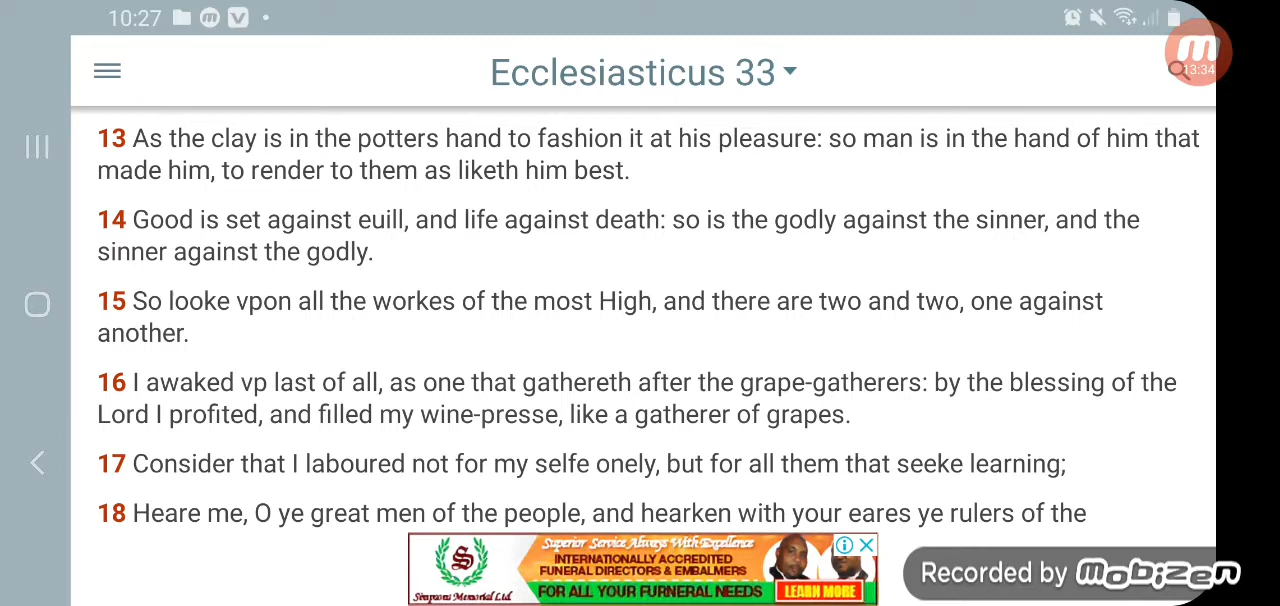 10:27
13:34
Ecclesiasticus 33
13 As the clay is in the potters hand to fashion it at his pleasure: so man is in the hand of him that
made him, to render to them as liketh him best.
14 Good is set against euill, and life against death: so is the godly against the sinner, and the
sinner against the godly.
15 So looke vpon all the workes of the most High, and there are two and two, one against
another.
16 I awaked vp last of all, as one that gathereth after the grape-gatherers: by the blessing of the
Lord I profited, and filled my wine-presse, like a gatherer of grapes.
17 Consider that I laboured not for my selfe onely, but for all them that seeke learning;
18 Heare me, O ye great men of the people, and hearken with your eares ye rulers of the
S
Simpsons Memorial Ltd.
Superior Service Always With Excellence
INTERNATIONALLY ACCREDITED
FUNERAL DIRECTORS & EMBALMERS
FOR ALL YOUR FURNERAL NEEDS
LEARN MORE
Recorded by Mobizen